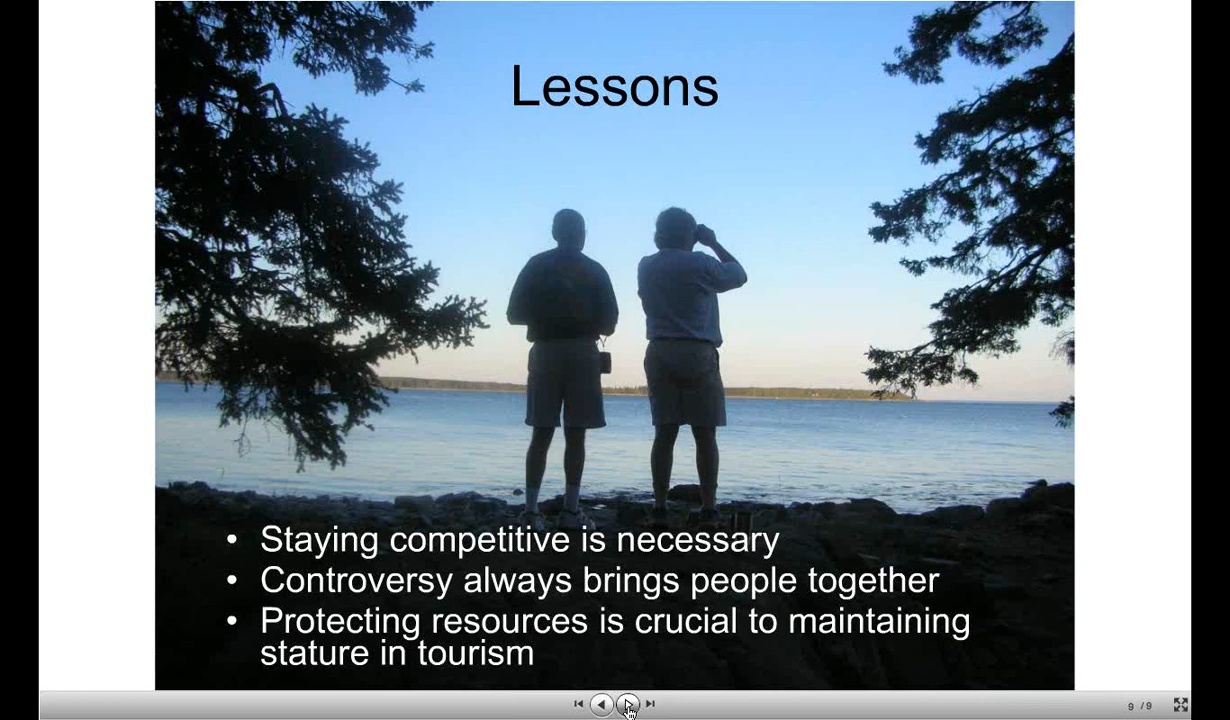 Lessons
• Staying competitive is necessary
• Controversy always brings people together
• Protecting resources is crucial to maintaining
stature in tourism
9 / 9